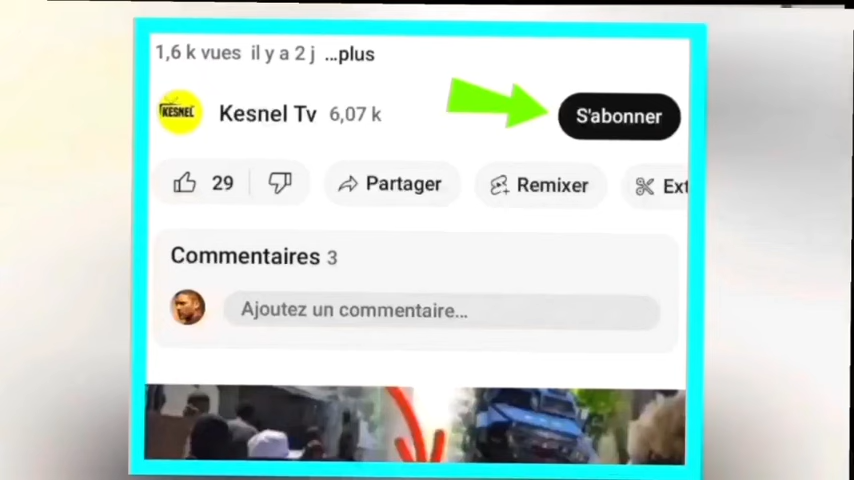 1,6 k vues il y a 2 j ...plus
KESNEL
Kesnel Tv 6,07 k
S'abonner
29
Partager
Remixer
Ext
Commentaires 3
Ajoutez un commentaire...